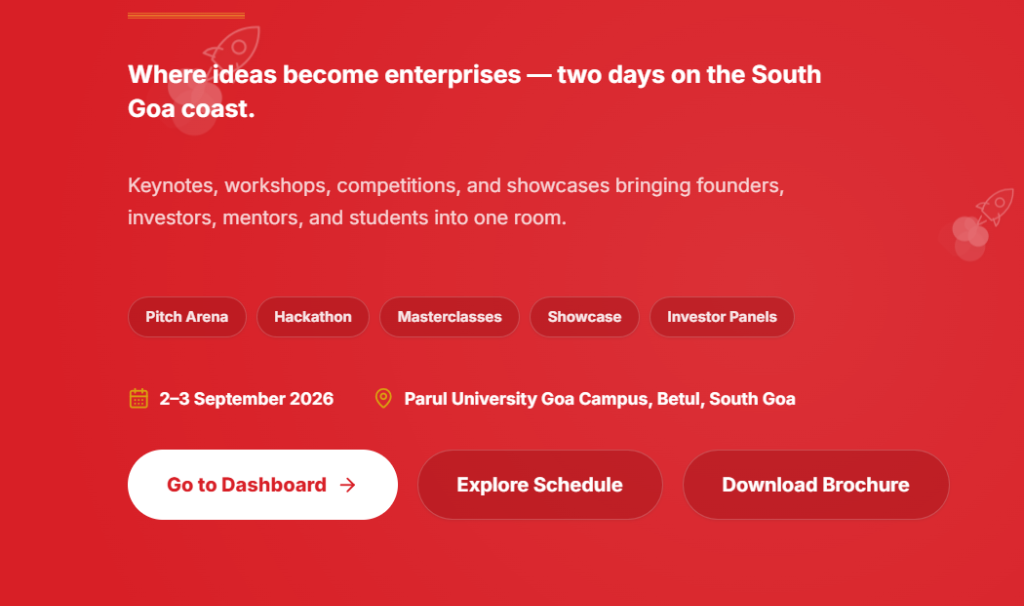 Where ideas become enterprises — two days on the South
Goa coast.
Keynotes, workshops, competitions, and showcases bringing founders,
investors, mentors, and students into one room.
Pitch Arena Hackathon Masterclasses Showcase Investor Panels
2–3 September 2026 Parul University Goa Campus, Betul, South Goa
Go to Dashboard → Explore Schedule Download Brochure